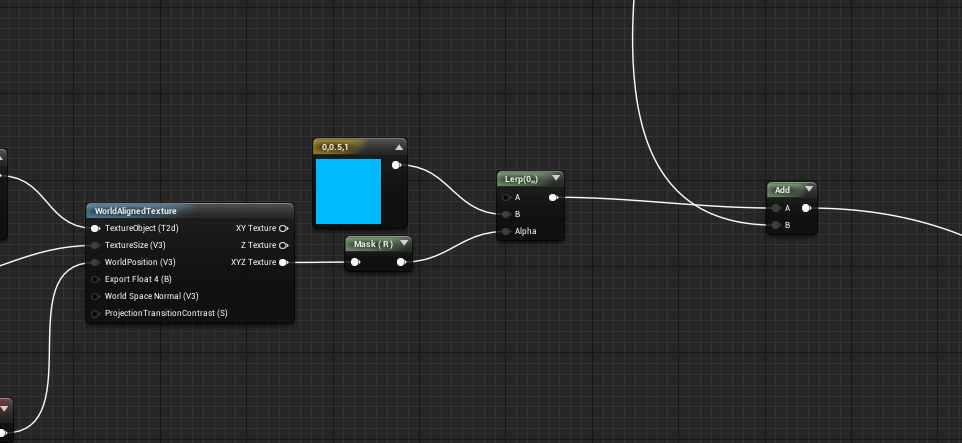 0,0.5,1
Lerp(0,,)
A
B
Alpha
Add
A
B
WorldAlignedTexture
TextureObject (T2d)
XY Texture
TextureSize (V3)
Z Texture
WorldPosition (V3)
XYZ Texture
Export Float 4 (B)
World Space Normal (V3)
ProjectionTransitionContrast (S)
Mask ( R )